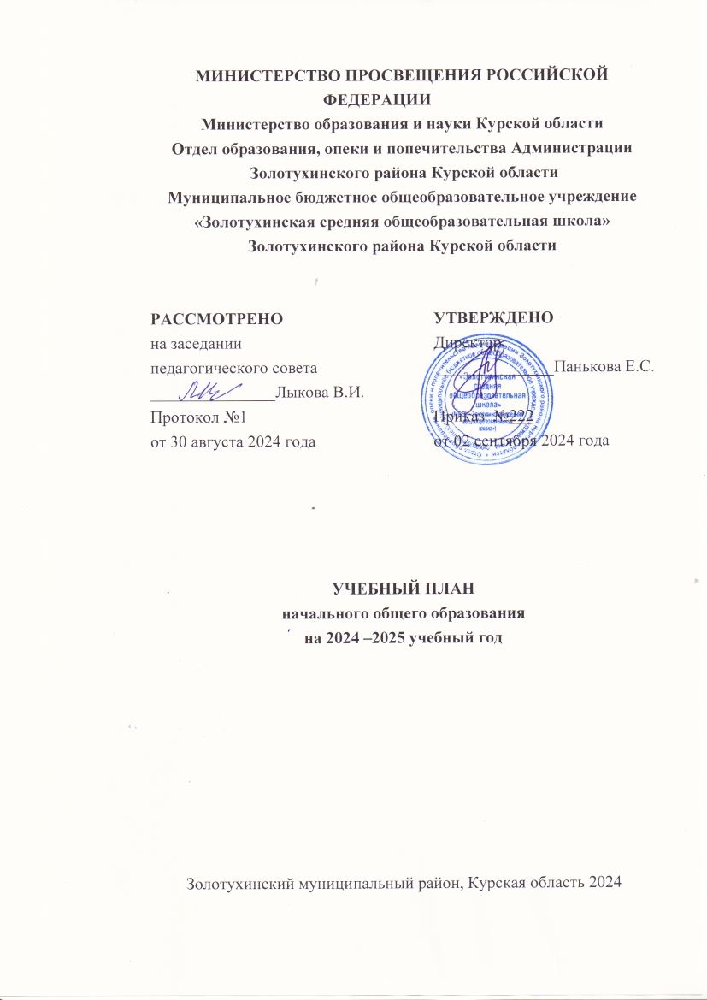 МИНИСТЕРСТВО ПРОСВЕЩЕНИЯ РОССИЙСКОЙ
ФЕДЕРАЦИИ
Министерство образования и науки Курской области
Отдел образования, опеки и попечительства Администрации
Золотухинского района Курской области
Муниципальное бюджетное общеобразовательное учреждение
«Золотухинская средняя общеобразовательная школа»
Золотухинского района Курской области
РАССМОТРЕНО
на заседании
педагогического совета
_______________Лыкова В.И.
Протокол №1
от 30 августа 2024 года
УТВЕРЖДЕНО
Директор
_______________Панькова Е.С.
Приказ №222
от 02 сентября 2024 года
«Золотухинская
средняя
общеобразовательная
школа»
УЧЕБНЫЙ ПЛАН
начального общего образования
на 2024 –2025 учебный год
Золотухинский муниципальный район, Курская область 2024